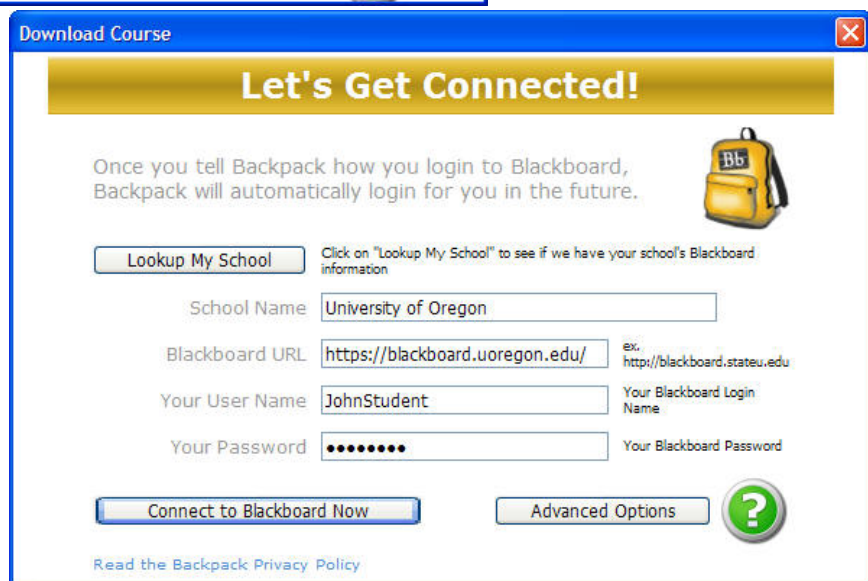 Download Course
Let's Get Connected!
Once you tell Backpack how you login to Blackboard,
Backpack will automatically login for you in the future.
Bb
Lookup My School
Click on "Lookup My School" to see if we have your school's Blackboard
information
School Name
University of Oregon
Blackboard URL
https://blackboard.uoregon.edu/
ex.
http://blackboard.stateu.edu
Your User Name
JohnStudent
Your Blackboard Login
Name
Your Password
••••••••
Your Blackboard Password
Connect to Blackboard Now
Advanced Options
?
Read the Backpack Privacy Policy